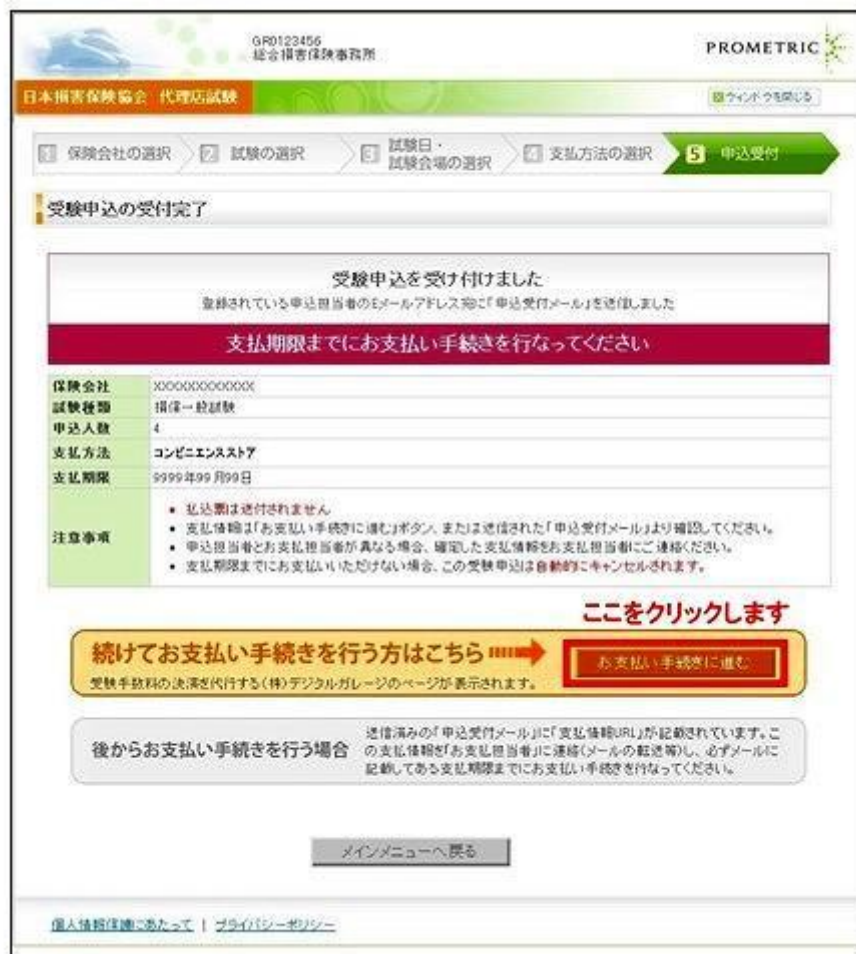 GR0123456
総合損害保険事務所
PROMETRIC
日本損害保険協会 代理店試験
ウィンドウを閉じる
1 保険会社の選択
2 試験の選択
3 試験日・
試験会場の選択
4 支払方法の選択
5 申込受付
受験申込の受付完了
受験申込を受け付けました
登録されている申込担当者のEメールアドレス宛に「申込受付メール」を送信しました
支払期限までにお支払い手続きを行なってください
保険会社 XXXXXXXXXXXXX
試験種類 損保一般試験
申込人数 4
支払方法 コンビニエンスストア
支払期限 9999年99月99日
注意事項
• 払込票は送付されません
• 支払情報は「お支払い手続きに進む」ボタン、または送信された「申込受付メール」より確認してください。
• 申込担当者とお支払担当者が異なる場合、確定した支払情報をお支払担当者にご連絡ください。
• 支払期限までにお支払いいただけない場合、この受験申込は自動的にキャンセルされます。
ここをクリックします
続けてお支払い手続きを行う方はこちら
お支払い手続きに進む
受験手数料の決済を代行する(株)デジタルガレージのページが表示されます。
後からお支払い手続きを行う場合
送信済みの「申込受付メール」に「支払情報URL」が記載されています。こ
の支払情報を「お支払担当者」に連絡(メールの転送等)し、必ずメールに
記載してある支払期限までにお支払い手続きを行なってください。
メインメニューへ戻る
個人情報保護にあたって | プライバシーポリシー